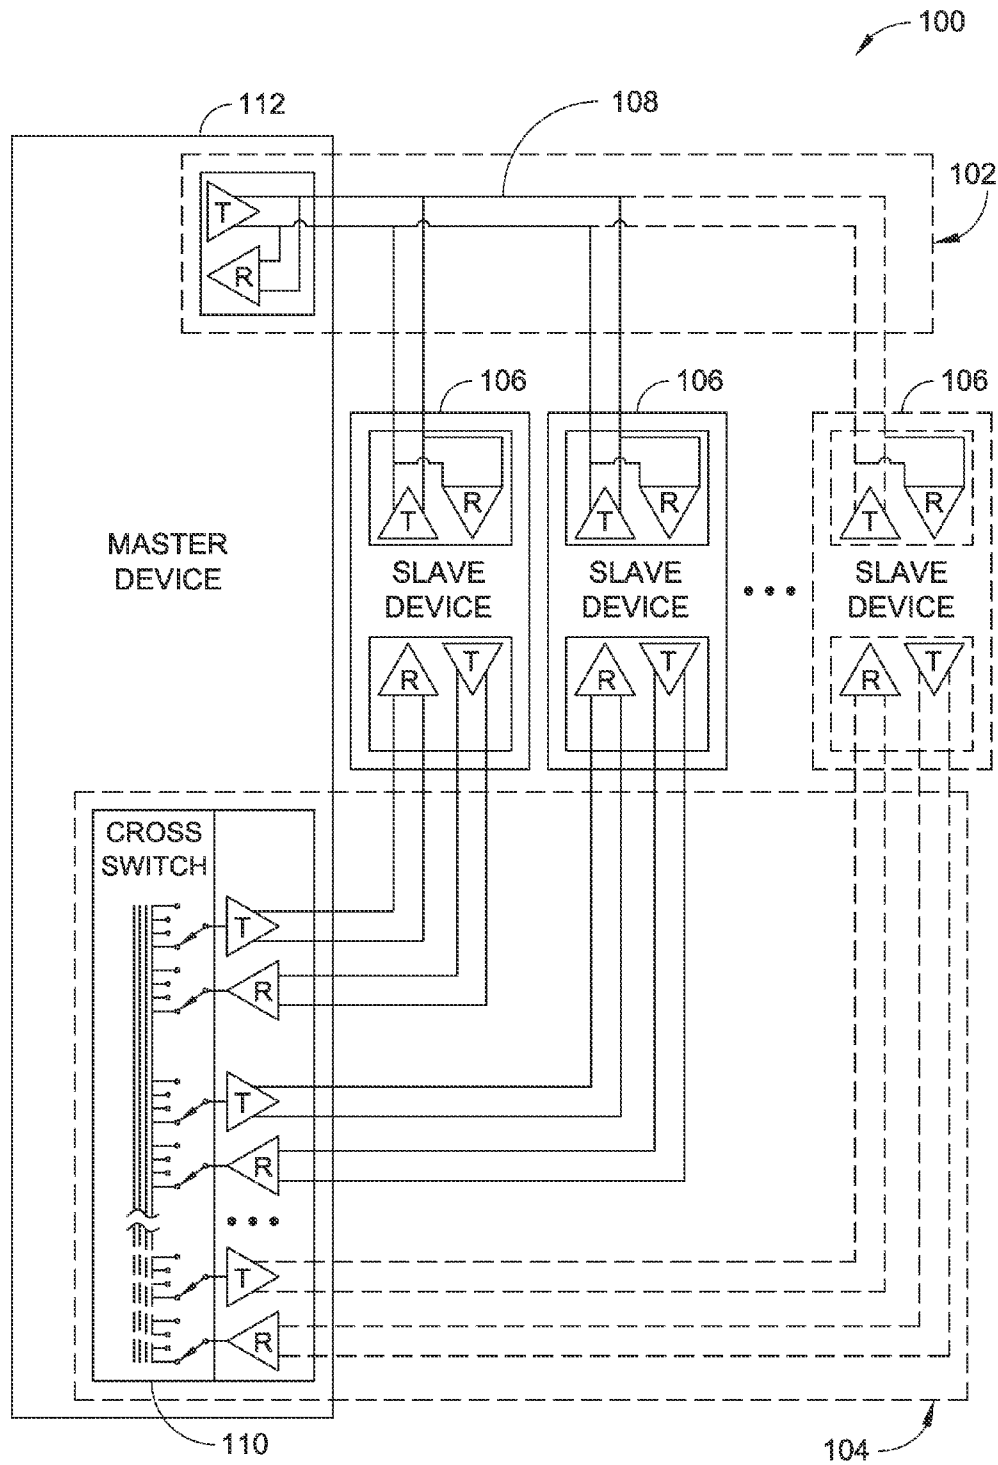 100
112
108
102
T
R
106
106
106
T
R
T
R
T
R
MASTER
DEVICE
SLAVE
DEVICE
SLAVE
DEVICE
SLAVE
DEVICE
R
T
R
T
R
T
CROSS
SWITCH
T
R
T
R
T
R
110
104